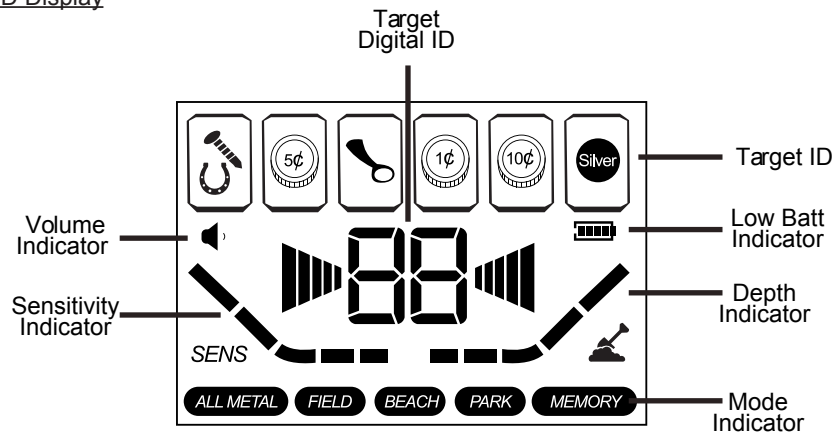 D Display
Target
Digital ID
5¢
1¢
10¢
Silver
Target ID
Volume
Indicator
88
Low Batt
Indicator
Sensitivity
Indicator
Depth
Indicator
SENS
ALL METAL FIELD BEACH PARK MEMORY
Mode
Indicator